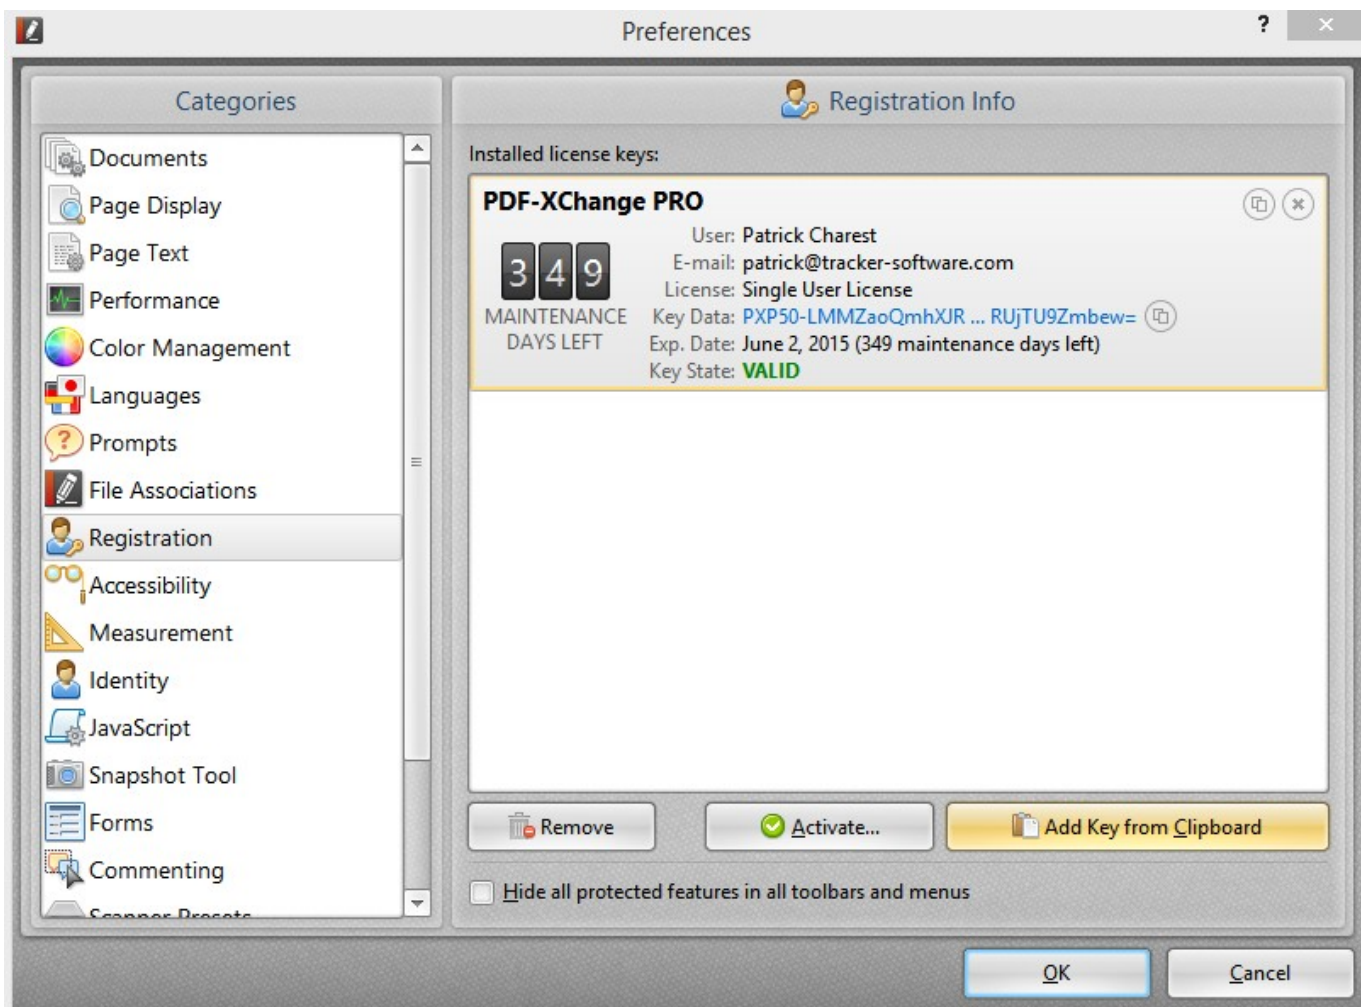 Preferences
?
Categories
Documents
Page Display
Page Text
Performance
Color Management
Languages
Prompts
File Associations
Registration
Accessibility
Measurement
Identity
JavaScript
Snapshot Tool
Forms
Commenting
Scanner Presets
Registration Info
Installed license keys:
PDF-XChange PRO
349
MAINTENANCE
DAYS LEFT
User: Patrick Charest
E-mail: patrick@tracker-software.com
License: Single User License
Key Data: PXP50-LMMZaoQmhXJR ... RUjTU9Zmbew=
Exp. Date: June 2, 2015 (349 maintenance days left)
Key State: VALID
Remove
Activate...
Add Key from Clipboard
Hide all protected features in all toolbars and menus
OK
Cancel